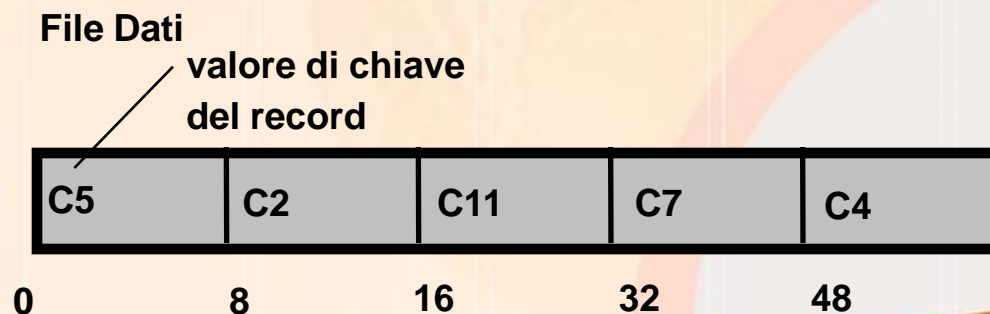 File Dati
valore di chiave
del record
C5 C2 C11 C7 C4
0 8 16 32 48